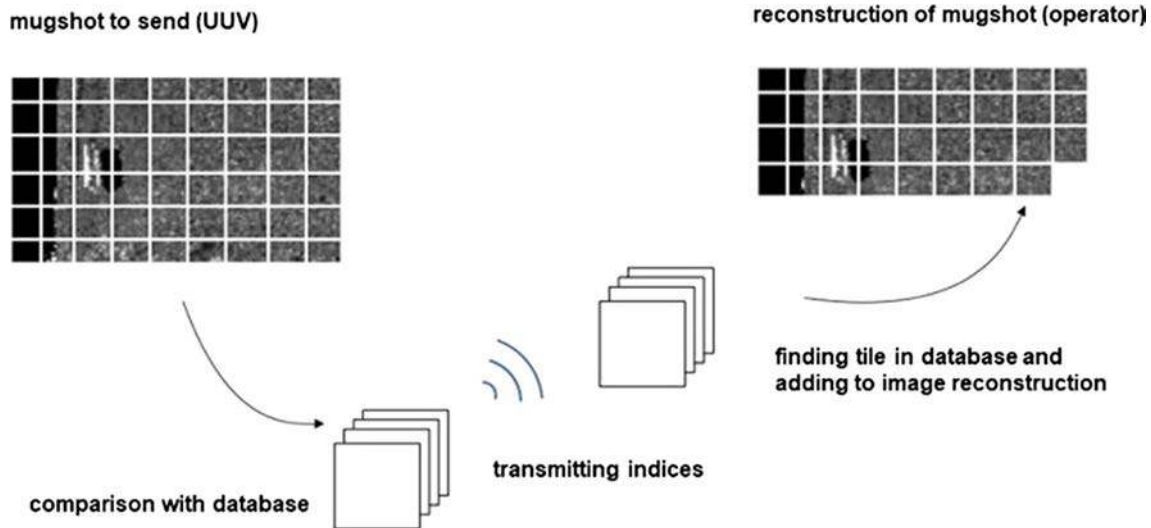 mugshot to send (UUV)
reconstruction of mugshot (operator)
finding tile in database and
adding to image reconstruction
transmitting indices
comparison with database